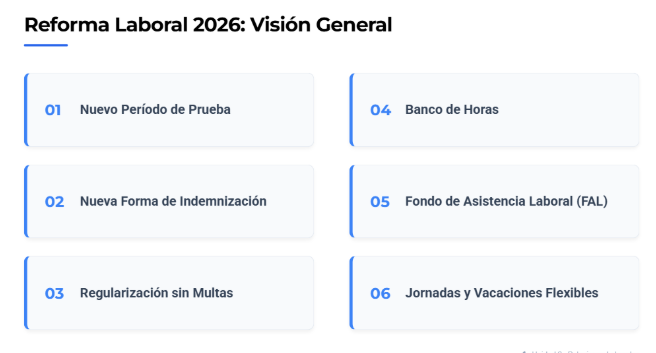 Reforma Laboral 2026: Visión General
01 Nuevo Período de Prueba
02 Nueva Forma de Indemnización
03 Regularización sin Multas
04 Banco de Horas
05 Fondo de Asistencia Laboral (FAL)
06 Jornadas y Vacaciones Flexibles